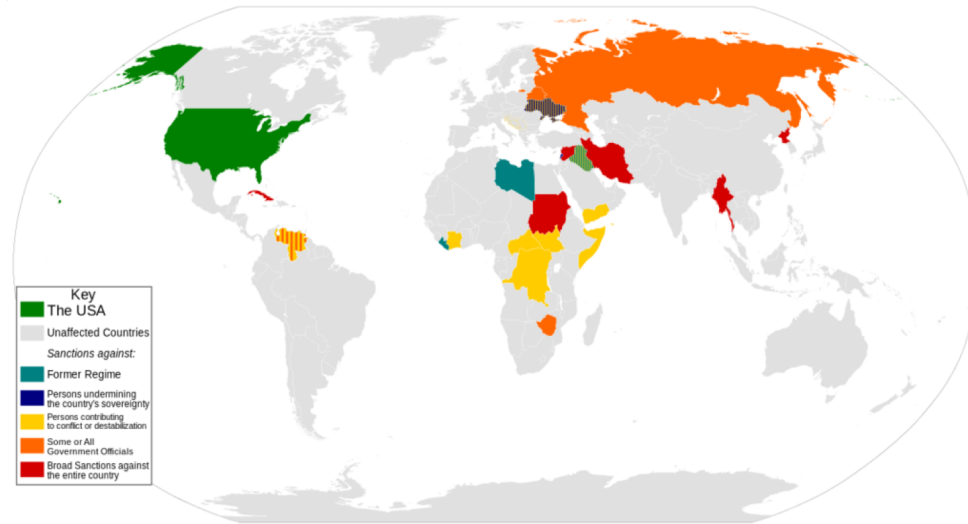 Key
The USA
Unaffected Countries
Sanctions against:
Former Regime
Persons undermining
the country's sovereignty
Persons contributing
to conflict or destabilization
Some or All
Government Officials
Broad Sanctions against
the entire country